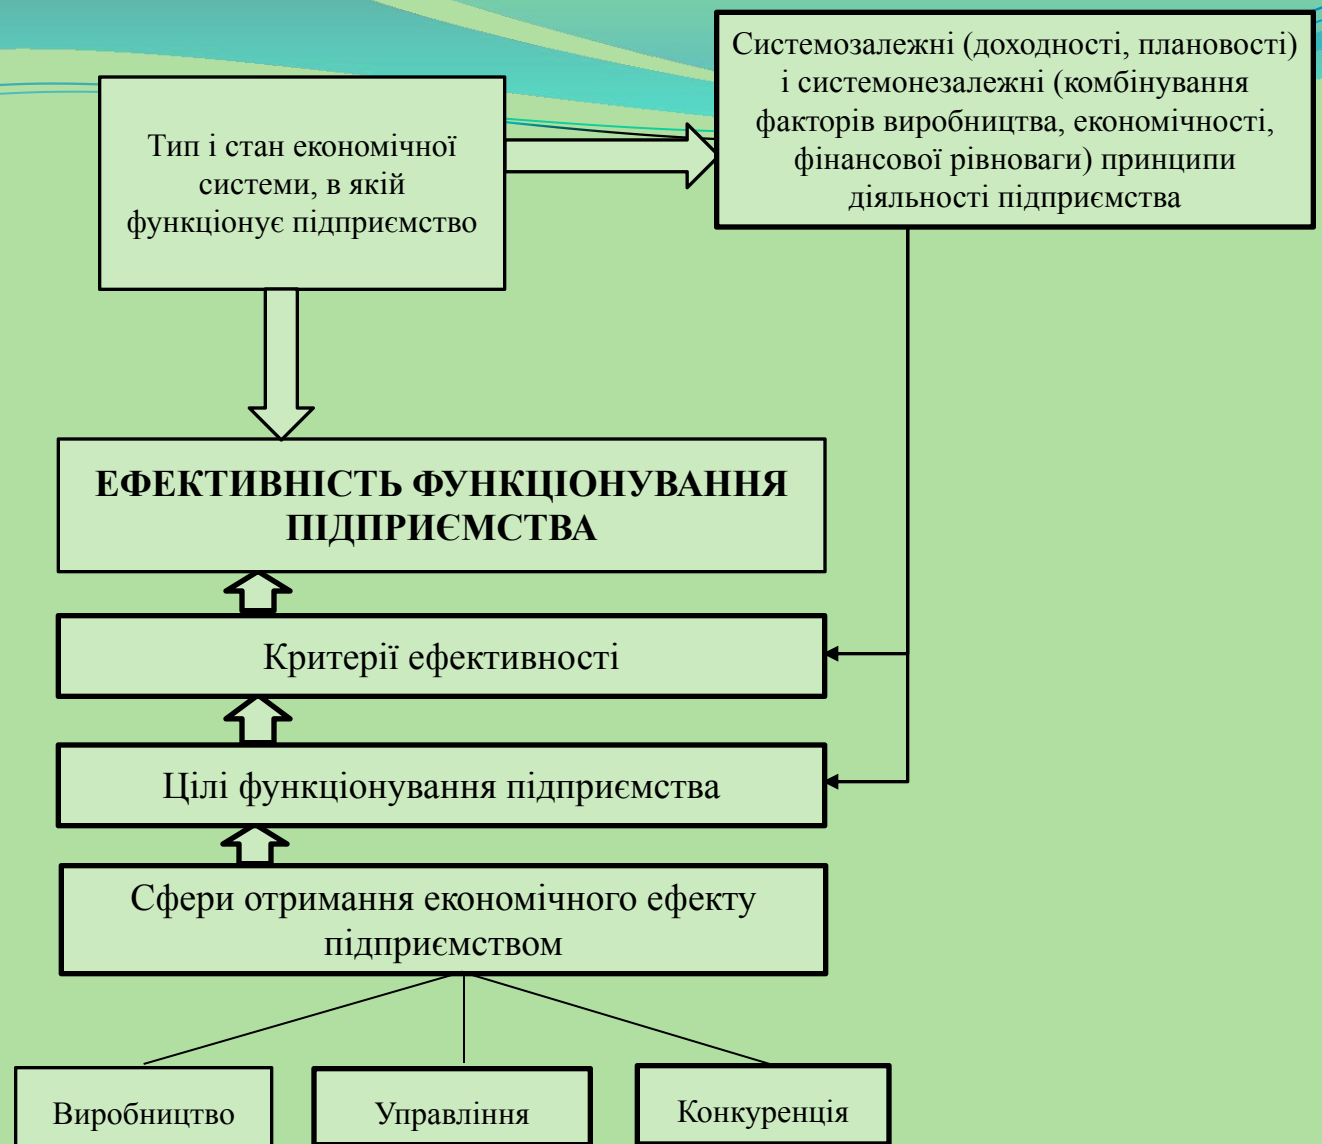 Системозалежні (доходності, плановості)
і системонезалежні (комбінування
факторів виробництва, економічності,
фінансової рівноваги) принципи
діяльності підприємства
Тип і стан економічної
системи, в якій
функціонує підприємство
ЕФЕКТИВНІСТЬ ФУНКЦІОНУВАННЯ
ПІДПРИЄМСТВА
Критерії ефективності
Цілі функціонування підприємства
Сфери отримання економічного ефекту
підприємством
Виробництво
Управління
Конкуренція